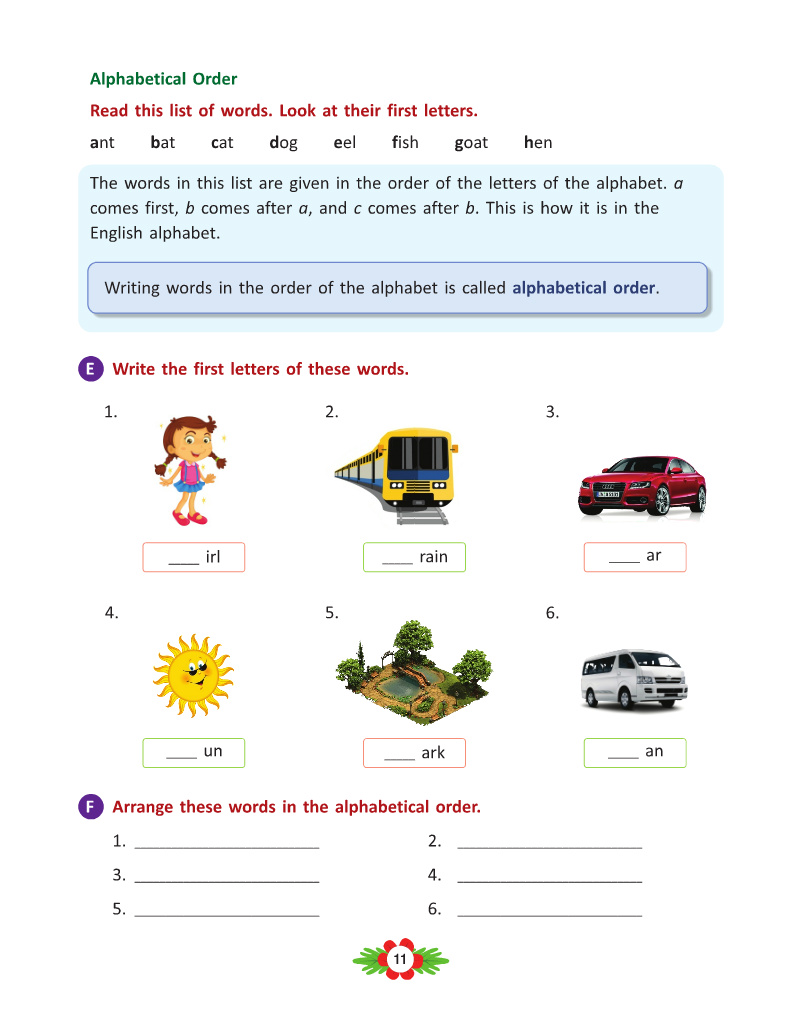 Alphabetical Order
Read this list of words. Look at their first letters.
ant bat cat dog eel fish goat hen
The words in this list are given in the order of the letters of the alphabet. a
comes first, b comes after a, and c comes after b. This is how it is in the
English alphabet.
Writing words in the order of the alphabet is called alphabetical order.
E Write the first letters of these words.
1. 2. 3.
____ irl ____ rain ____ ar
4. 5. 6.
____ un ____ ark ____ an
F Arrange these words in the alphabetical order.
1. ____________________ 2. ____________________
3. ____________________ 4. ____________________
5. ____________________ 6. ____________________
11